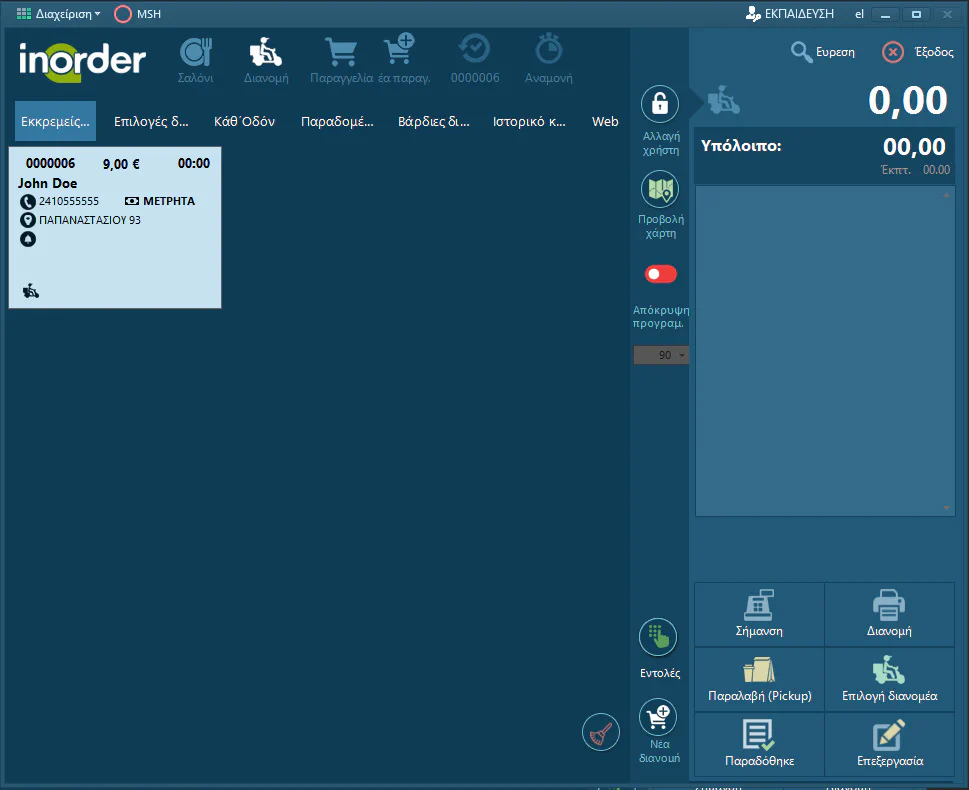 Διαχείριση
MSH
ΕΚΠΑΙΔΕΥΣΗ
el
inorder
Σαλόνι
Διανομή
Παραγγελία
έα παραγ.
0000006
Αναμονή
Ευρεση
Έξοδος
Εκκρεμείς...
Επιλογές δ...
Κάθ΄Οδόν
Παραδομέ...
Βάρδιες δι...
Ιστορικό κ...
Web
0000006
9,00 €
00:00
John Doe
2410555555
ΜΕΤΡΗΤΑ
ΠΑΠΑΝΑΣΤΑΣΙΟΥ 93
Αλλαγή
χρήστη
Προβολή
χάρτη
Απόκρυψη
προγραμ.
90
Εντολές
Νέα
διανομή
0,00
Υπόλοιπο:
00,00
Έκπτ.
00.00
Σήμανση
Διανομή
Παραλαβή (Pickup)
Επιλογή διανομέα
Παραδόθηκε
Επεξεργασία